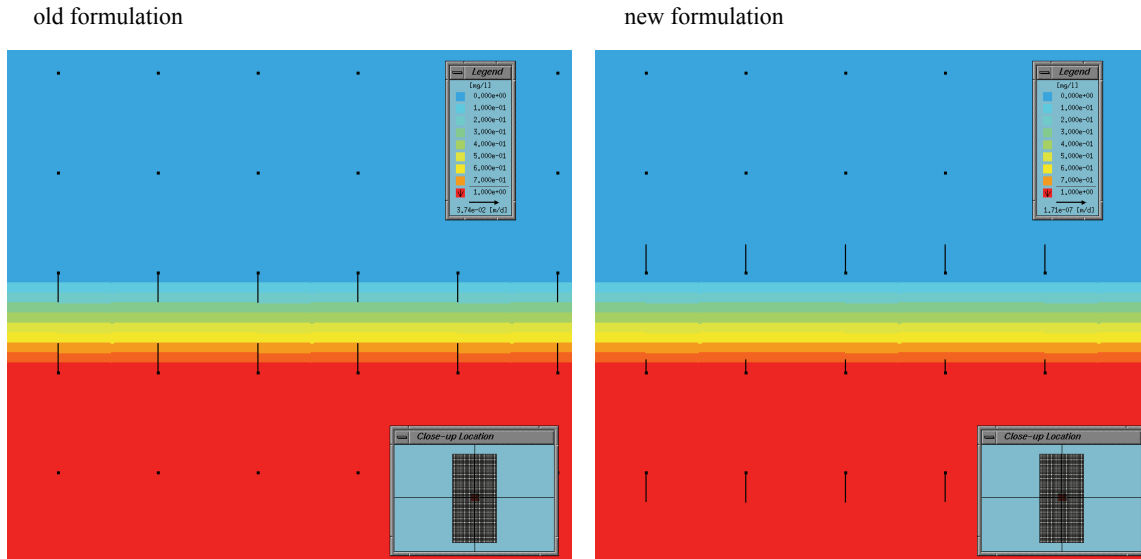 old formulation
new formulation
Legend
[mg/l]
0.000e+00
1.000e-01
2.000e-01
3.000e-01
4.000e-01
5.000e-01
6.000e-01
7.000e-01
1.000e+00
3.74e-02 [m/d]
Close-up Location
Legend
[mg/l]
0.000e+00
1.000e-01
2.000e-01
3.000e-01
4.000e-01
5.000e-01
6.000e-01
7.000e-01
1.000e+00
1.71e-07 [m/d]
Close-up Location